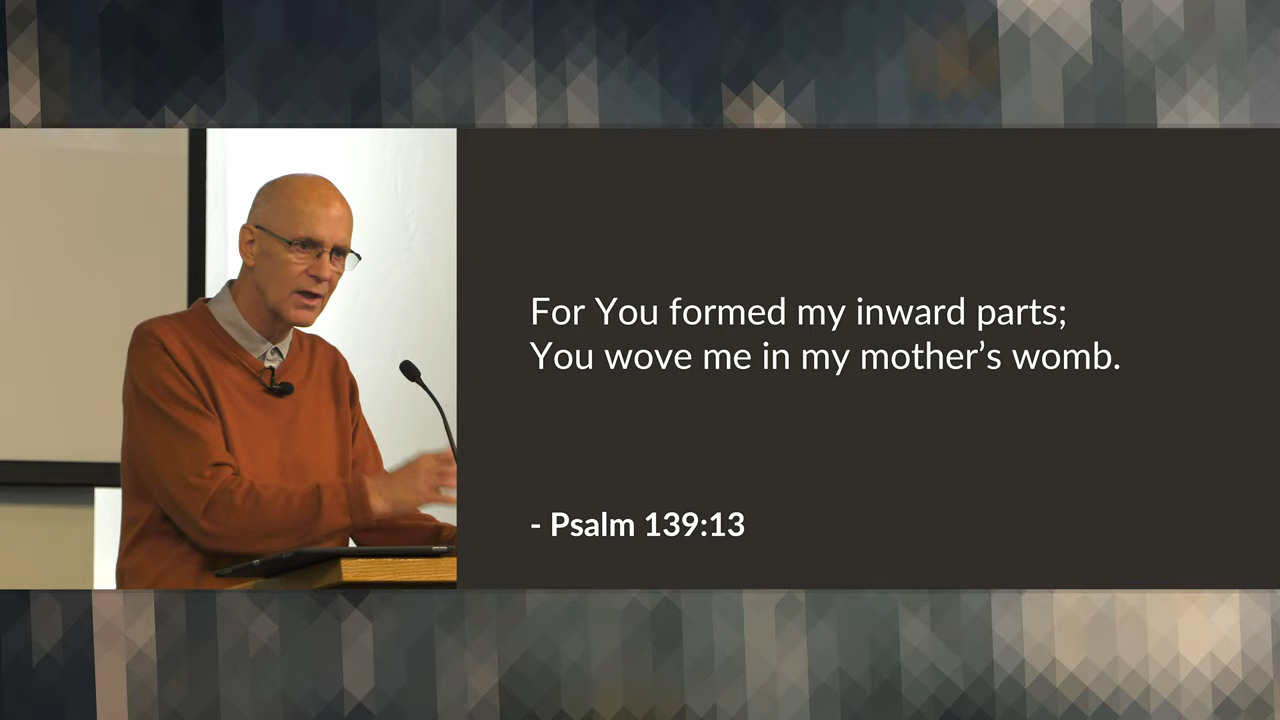 For You formed my inward parts;
You wove me in my mother’s womb.
- Psalm 139:13